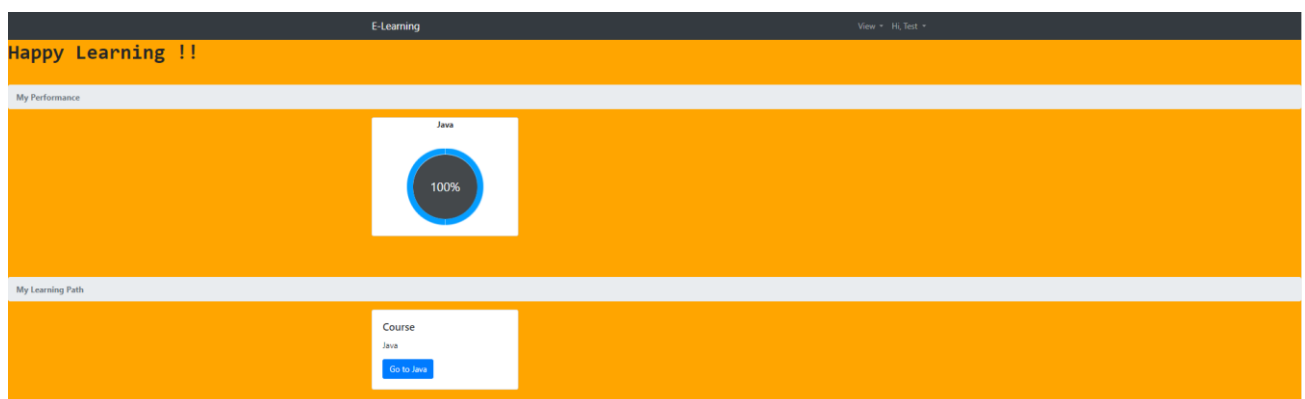 E-Learning View Hi, Test
Happy Learning !!
My Performance
Java
100%
My Learning Path
Course
Java
Go to Java